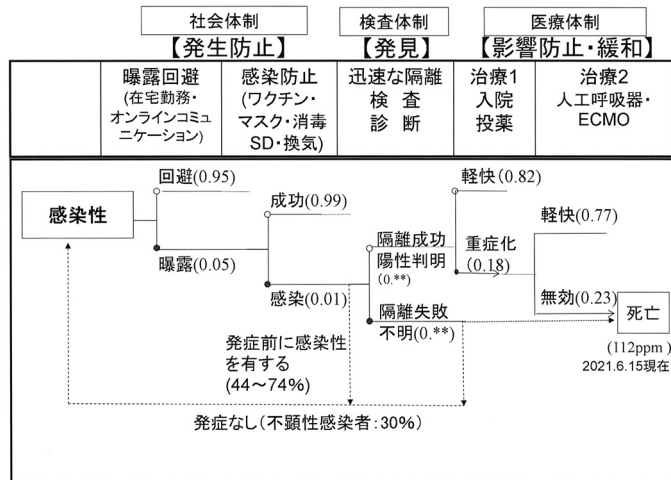 社会体制
検査体制
医療体制
【発生防止】
【発見】
【影響防止・緩和】
曝露回避
(在宅勤務・
オンラインコミュ
ニケーション)
感染防止
(ワクチン・
マスク・消毒
SD・換気)
迅速な隔離
検　査
診　断
治療1
入院
投薬
治療2
人工呼吸器・
ECMO
感染性
回避(0.95)
曝露(0.05)
成功(0.99)
感染(0.01)
隔離成功
陽性判明
(0.**)
隔離失敗
不明(0.**)
軽快(0.82)
重症化
(0.18)
軽快(0.77)
無効(0.23)
死亡
(112ppm)
2021.6.15現在
発症前に感染性
を有する
(44～74%)
発症なし(不顕性感染者:30%)